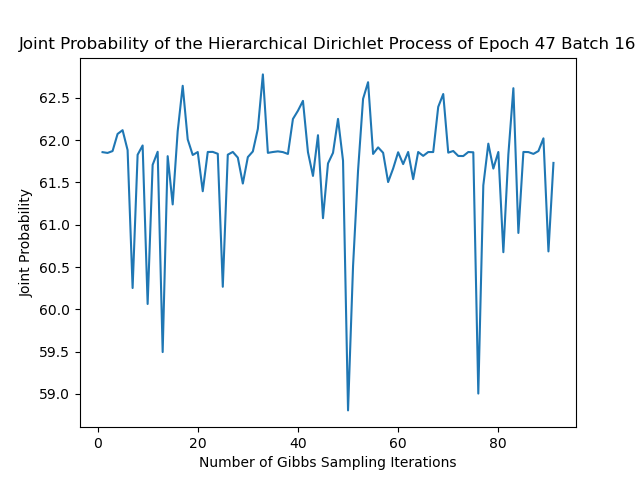 Joint Probability of the Hierarchical Dirichlet Process of Epoch 47 Batch 16
62.5
62.0
61.5
61.0
60.5
60.0
59.5
59.0
Joint Probability
0 20 40 60 80
Number of Gibbs Sampling Iterations